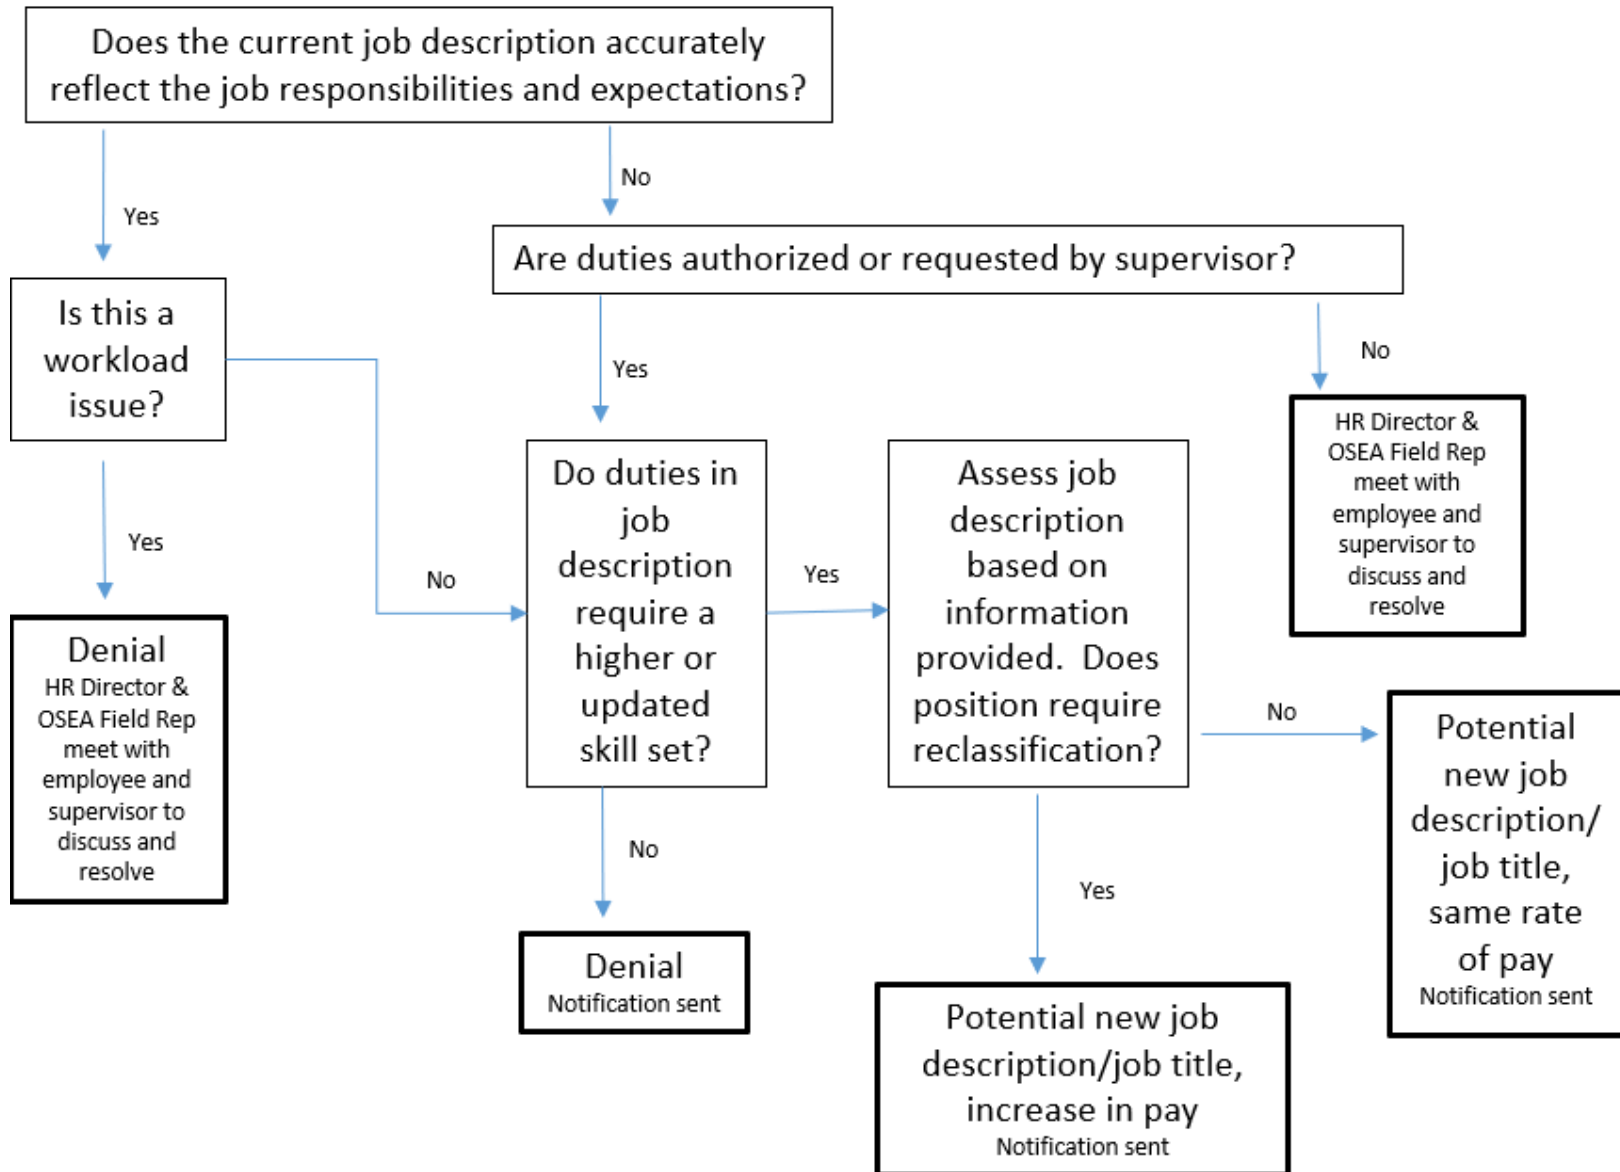 Does the current job description accurately
reflect the job responsibilities and expectations?
No
Yes
Are duties authorized or requested by supervisor?
Is this a
workload
issue?
Yes
No
HR Director &
OSEA Field Rep
meet with
employee and
supervisor to
discuss and
resolve
Do duties in
job
description
require a
higher or
updated
skill set?
Assess job
description
based on
information
provided.  Does
position require
reclassification?
Yes
No
Yes
Denial
HR Director &
OSEA Field Rep
meet with
employee and
supervisor to
discuss and
resolve
No
Potential
new job
description/
job title,
same rate
of pay
Notification sent
No
Yes
Denial
Notification sent
Potential new job
description/job title,
increase in pay
Notification sent